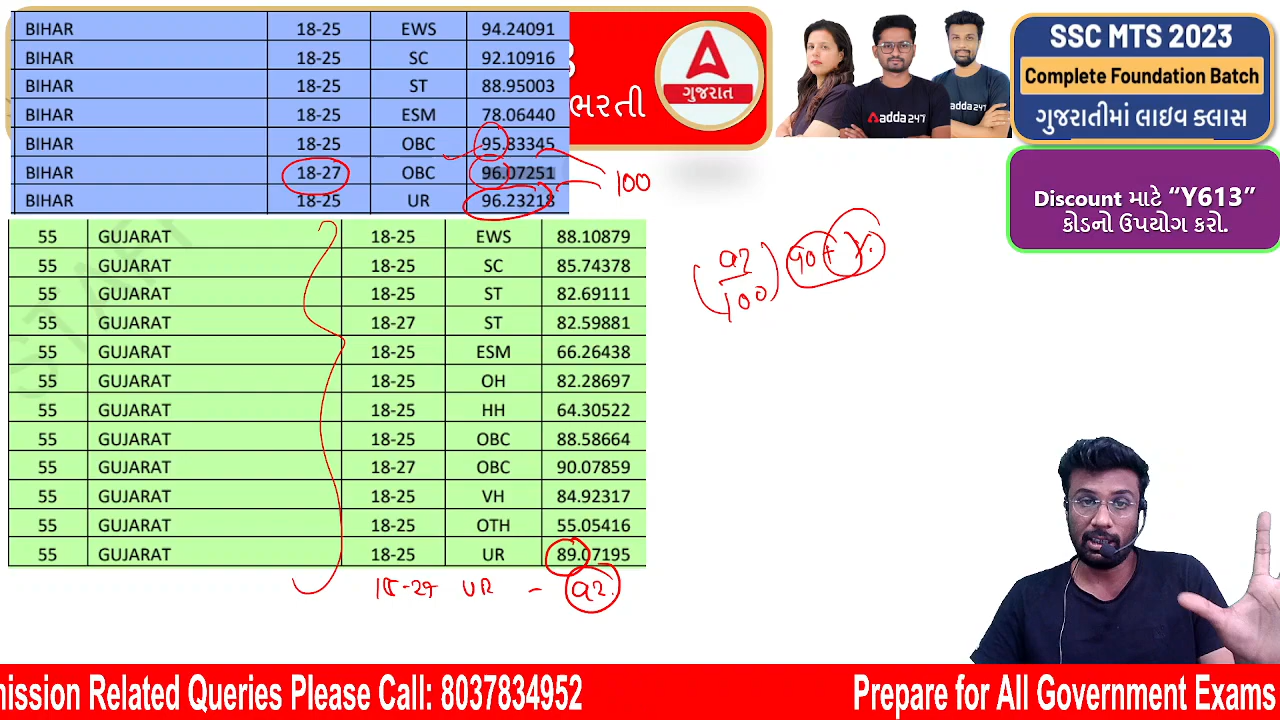 BIHAR 18-25 EWS 94.24091
BIHAR 18-25 SC 92.10916
BIHAR 18-25 ST 88.95003
BIHAR 18-25 ESM 78.06440
BIHAR 18-25 OBC 95.83345
BIHAR 18-27 OBC 96.07251
BIHAR 18-25 UR 96.23218
100
55 GUJARAT 18-25 EWS 88.10879
55 GUJARAT 18-25 SC 85.74378
55 GUJARAT 18-25 ST 82.69111
55 GUJARAT 18-27 ST 82.59881
55 GUJARAT 18-25 ESM 66.26438
55 GUJARAT 18-25 OH 82.28697
55 GUJARAT 18-25 HH 64.30522
55 GUJARAT 18-25 OBC 88.58664
55 GUJARAT 18-27 OBC 90.07859
55 GUJARAT 18-25 VH 84.92317
55 GUJARAT 18-25 OTH 55.05416
55 GUJARAT 18-25 UR 89.07195
UR -
ભરતી
ગુજરાત
adda247
adda 247
SSC MTS 2023
Complete Foundation Batch
ગુજરાતીમાં લાઇવ ક્લાસ
Discount માટે “Y613”
કોડનો ઉપયોગ કરો.
100
90+
mission Related Queries Please Call: 8037834952
Prepare for All Government Exams